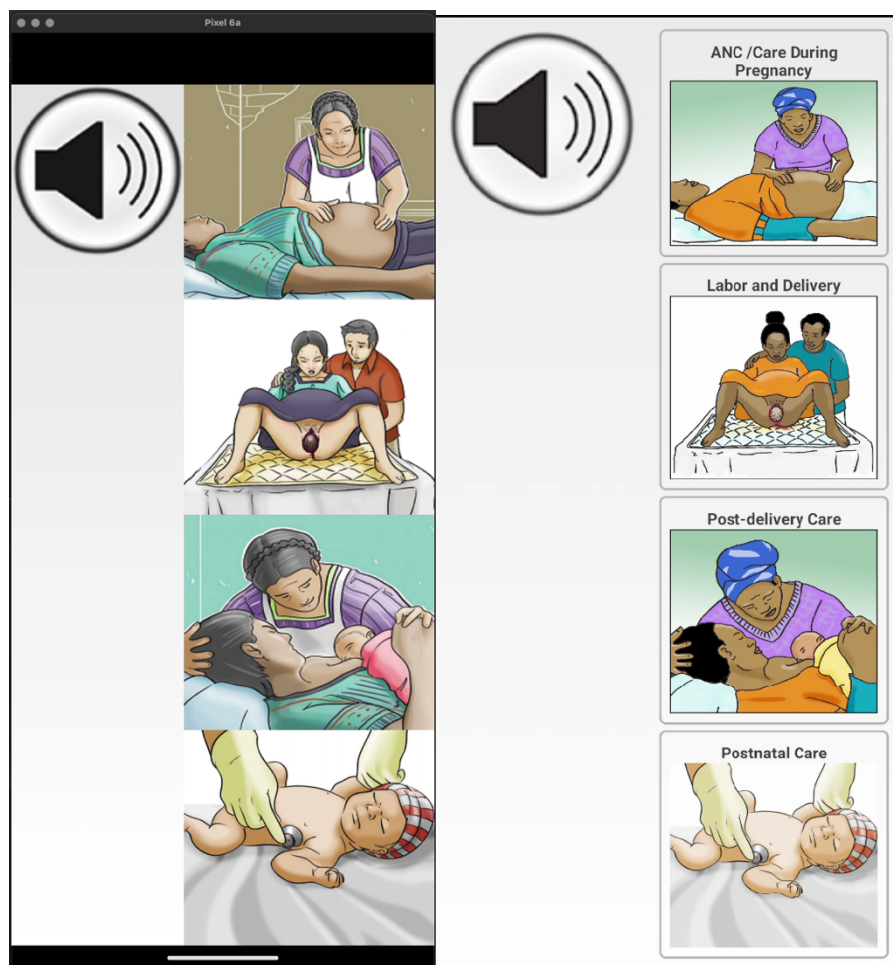 Pixel 6a
ANC /Care During
Pregnancy
Labor and Delivery
Post-delivery Care
Postnatal Care